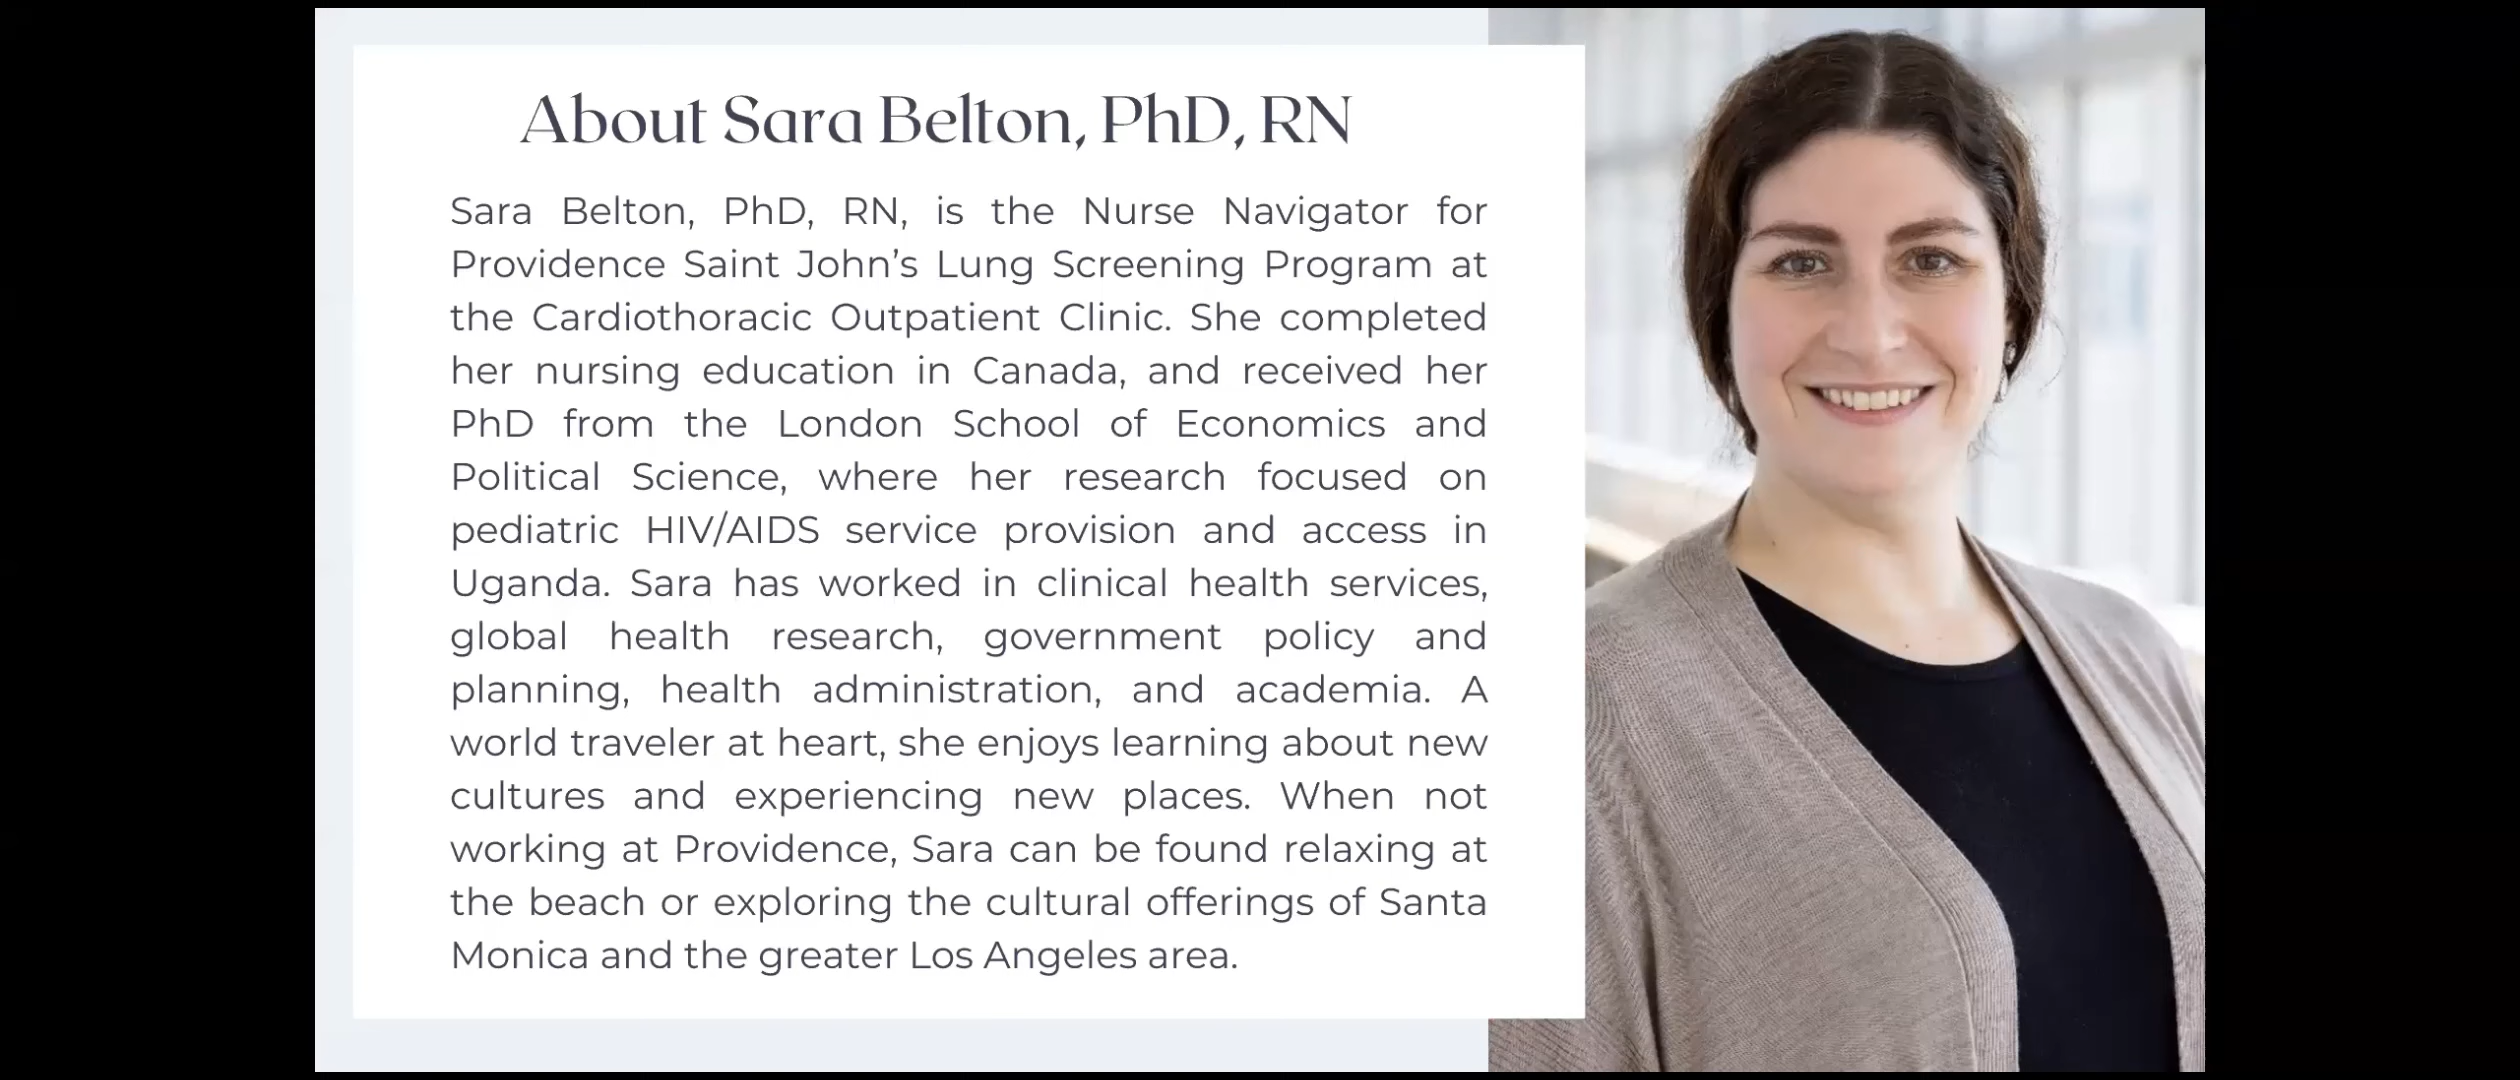 About Sara Belton, PhD, RN
Sara Belton, PhD, RN, is the Nurse Navigator for
Providence Saint John’s Lung Screening Program at
the Cardiothoracic Outpatient Clinic. She completed
her nursing education in Canada, and received her
PhD from the London School of Economics and
Political Science, where her research focused on
pediatric HIV/AIDS service provision and access in
Uganda. Sara has worked in clinical health services,
global health research, government policy and
planning, health administration, and academia. A
world traveler at heart, she enjoys learning about new
cultures and experiencing new places. When not
working at Providence, Sara can be found relaxing at
the beach or exploring the cultural offerings of Santa
Monica and the greater Los Angeles area.